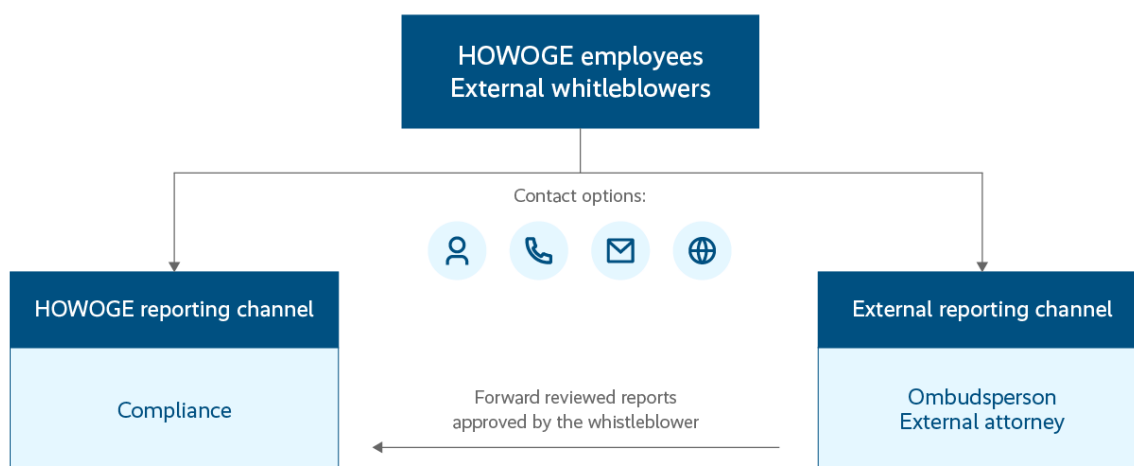 HOWOGE employees
External whitleblowers
Contact options:
HOWOGE reporting channel
External reporting channel
Compliance
Forward reviewed reports
approved by the whistleblower
Ombudsperson
External attorney